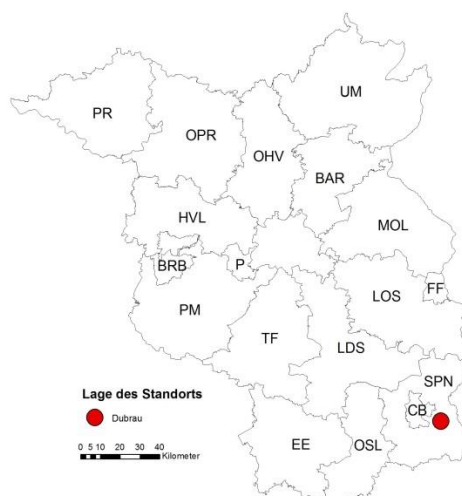 UM
PR
OPR
OHV
BAR
HVL
MOL
BRB
P
FF
LOS
PM
TF
LDS
SPN
Lage des Standorts
CB
Dubrau
EE
OSL
0 5 10 20 30 40
Kilometer